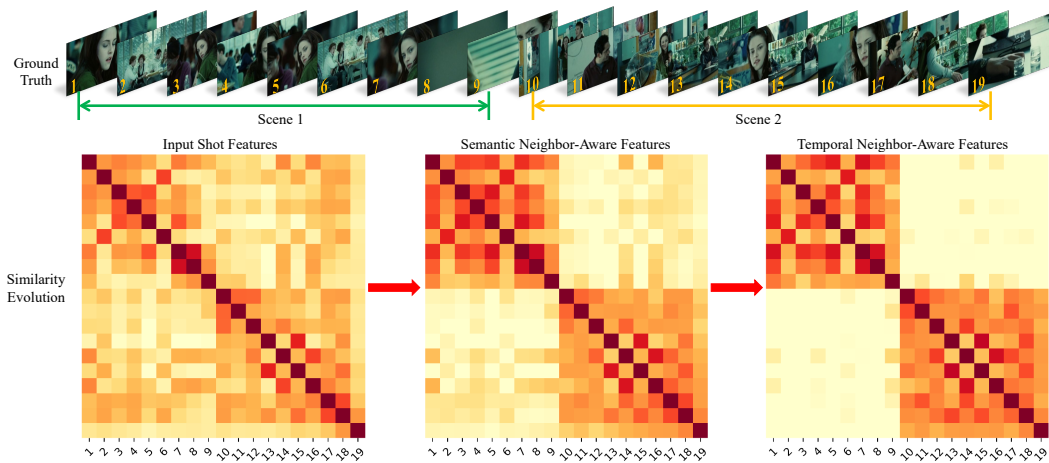 Ground
Truth
1 2 3 4 5 6 7 8 9 10 11 12 13 14 15 16 17 18 19
Scene 1 Scene 2
Input Shot Features Semantic Neighbor-Aware Features Temporal Neighbor-Aware Features
Similarity
Evolution
1 2 3 4 5 6 7 8 9 10 11 12 13 14 15 16 17 18 19 1 2 3 4 5 6 7 8 9 10 11 12 13 14 15 16 17 18 19 1 2 3 4 5 6 7 8 9 10 11 12 13 14 15 16 17 18 19